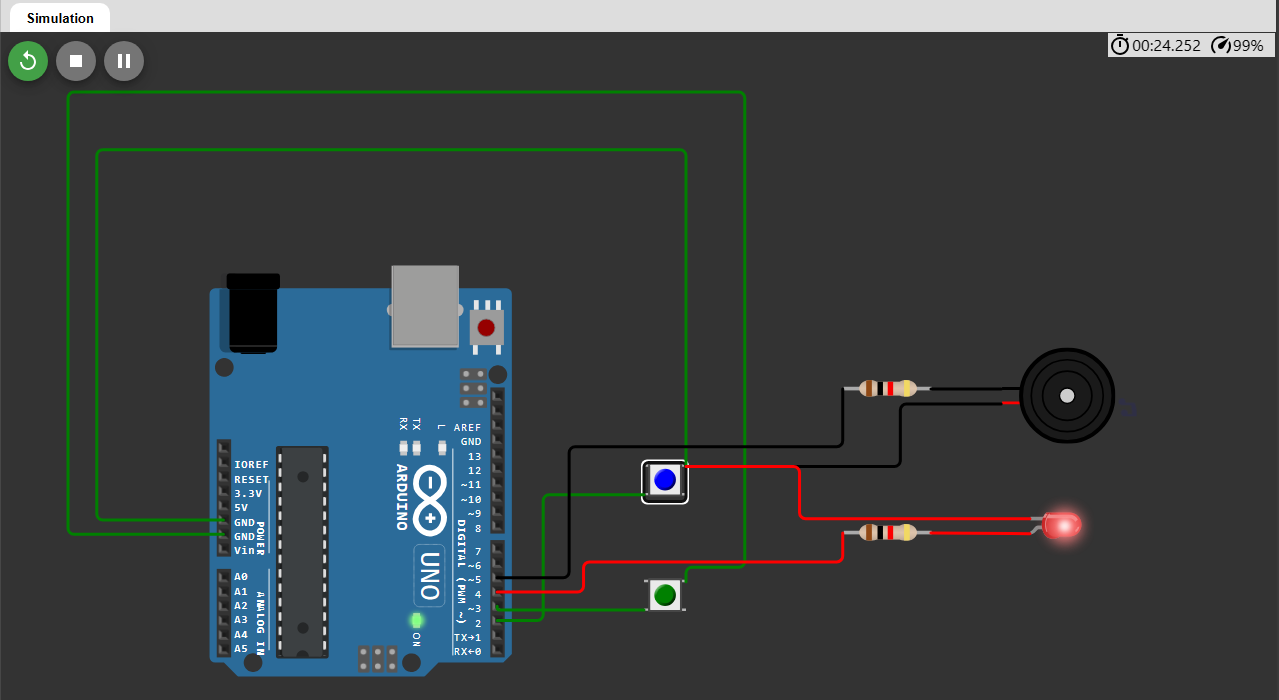 Simulation
00:24.252
99%
RX
TX
L
AREF
GND
13
12
~11
~10
~9
8
7
~6
~5
4
~3
2
TX→1
RX←0
DIGITAL (PWM ~)
ARDUINO
UNO
ON
IOREF
RESET
3.3V
5V
GND
GND
Vin
POWER
A0
A1
A2
A3
A4
A5
ANALOG IN